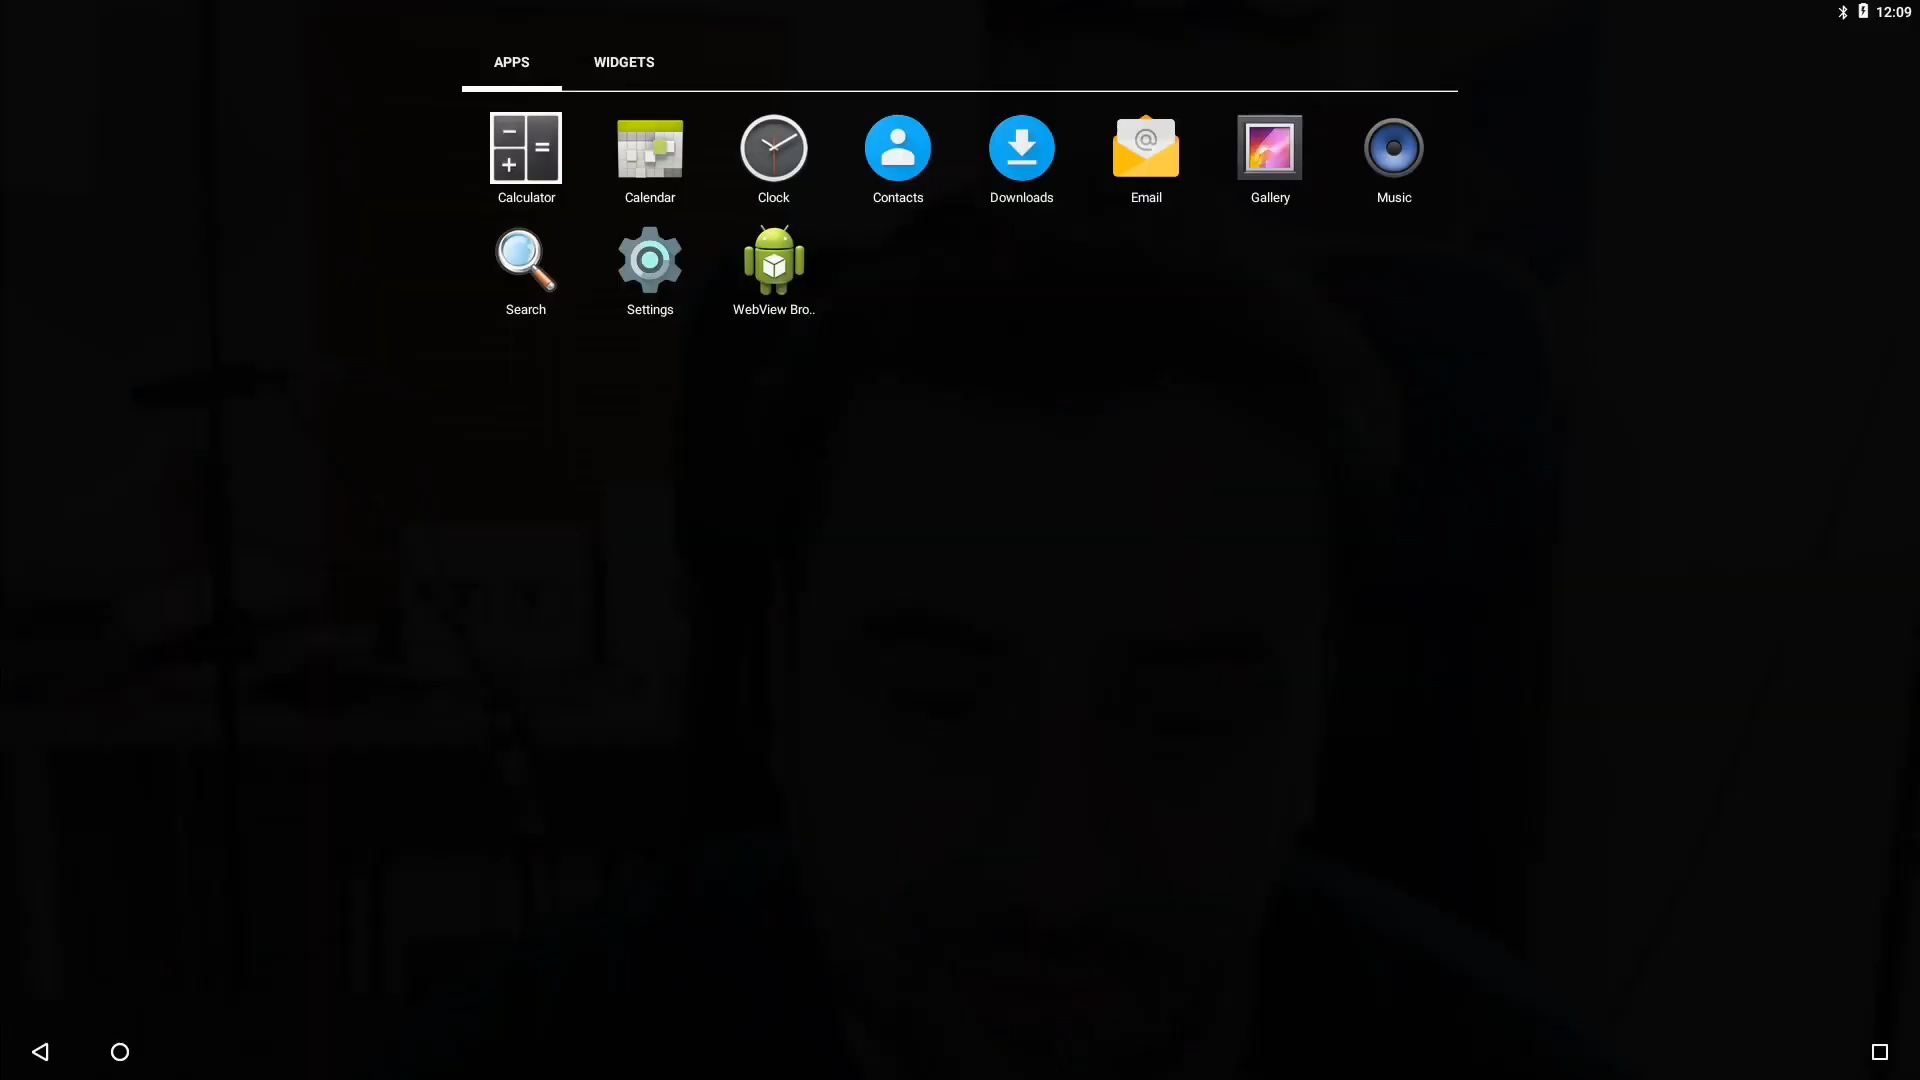 12:09
APPS WIDGETS
Calculator Calendar Clock Contacts Downloads Email Gallery Music
Search Settings WebView Bro..